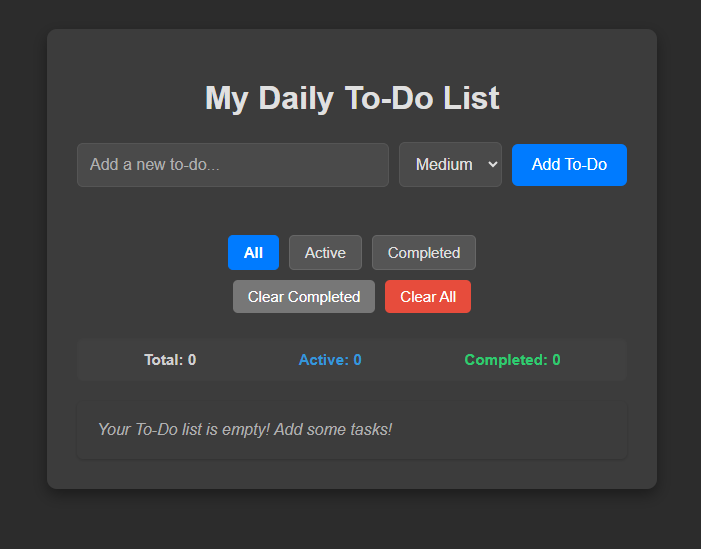 My Daily To-Do List
Add a new to-do... Medium Add To-Do
All Active Completed
Clear Completed Clear All
Total: 0 Active: 0 Completed: 0
Your To-Do list is empty! Add some tasks!